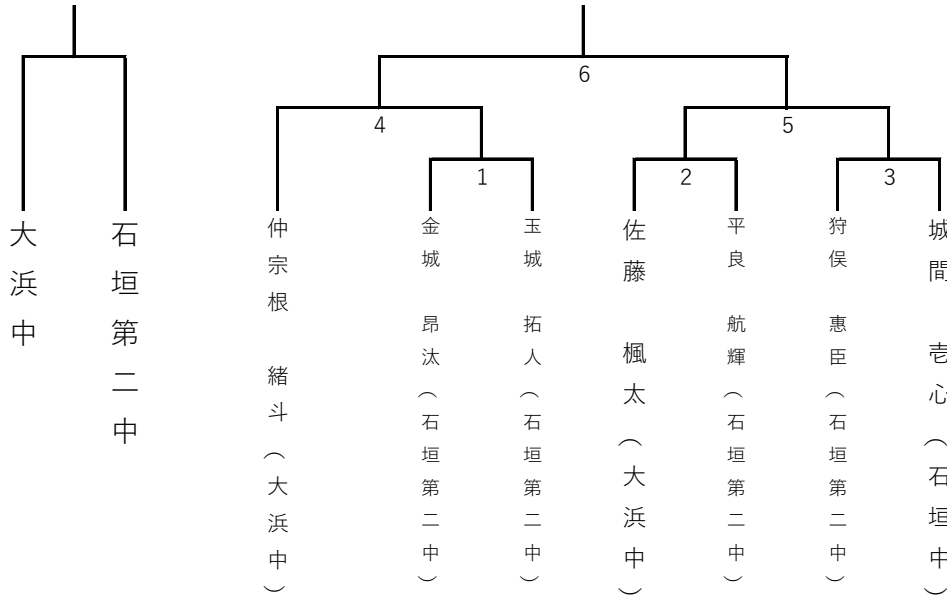 6
4
5
1
2
3
大浜中
石垣第二中
仲宗根 緒斗（大浜中）
金城 昂汰（石垣第二中）
玉城 拓人（石垣第二中）
佐藤 楓太（大浜中）
平良 航輝（石垣第二中）
狩俣 惠臣（石垣第二中）
城間 壱心（石垣中）